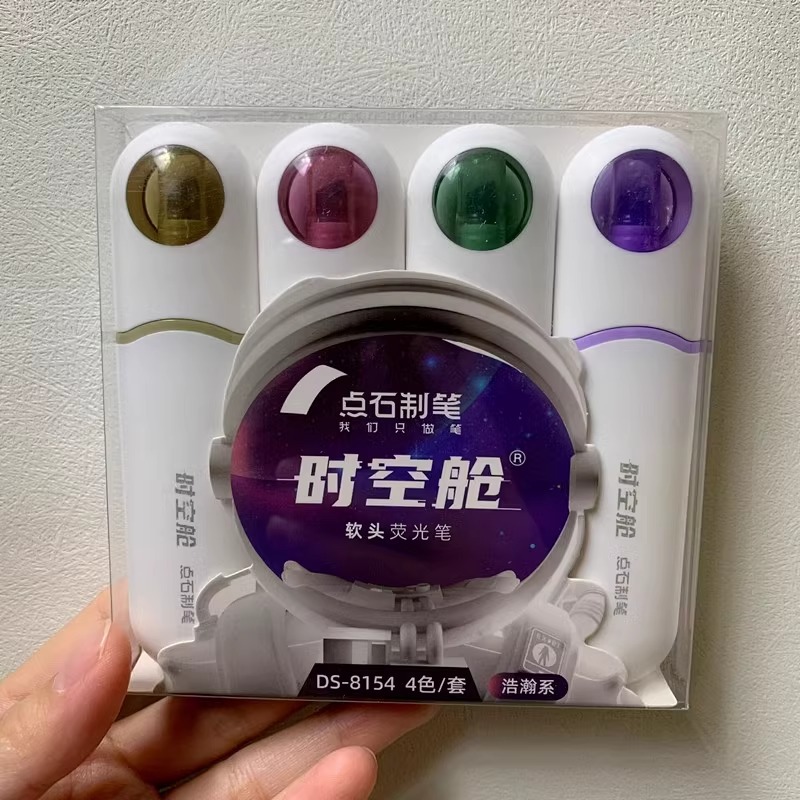 点石制笔
我们只做笔
时空舱®
软头荧光笔
时空舱 点石制笔
时空舱 点石制笔
DS-8154 4色/套
浩瀚系